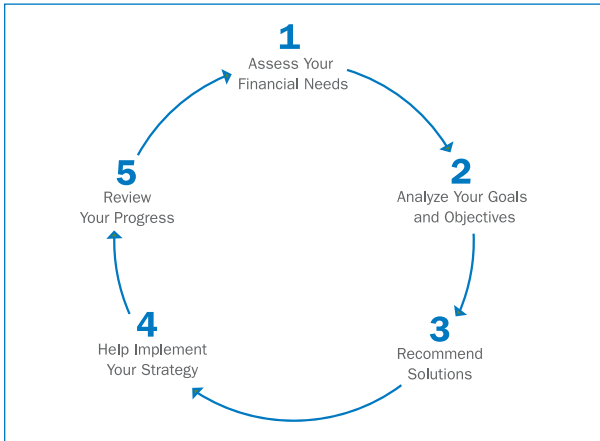 1
Assess Your
Financial Needs
2
Analyze Your Goals
and Objectives
3
Recommend
Solutions
4
Help Implement
Your Strategy
5
Review
Your Progress